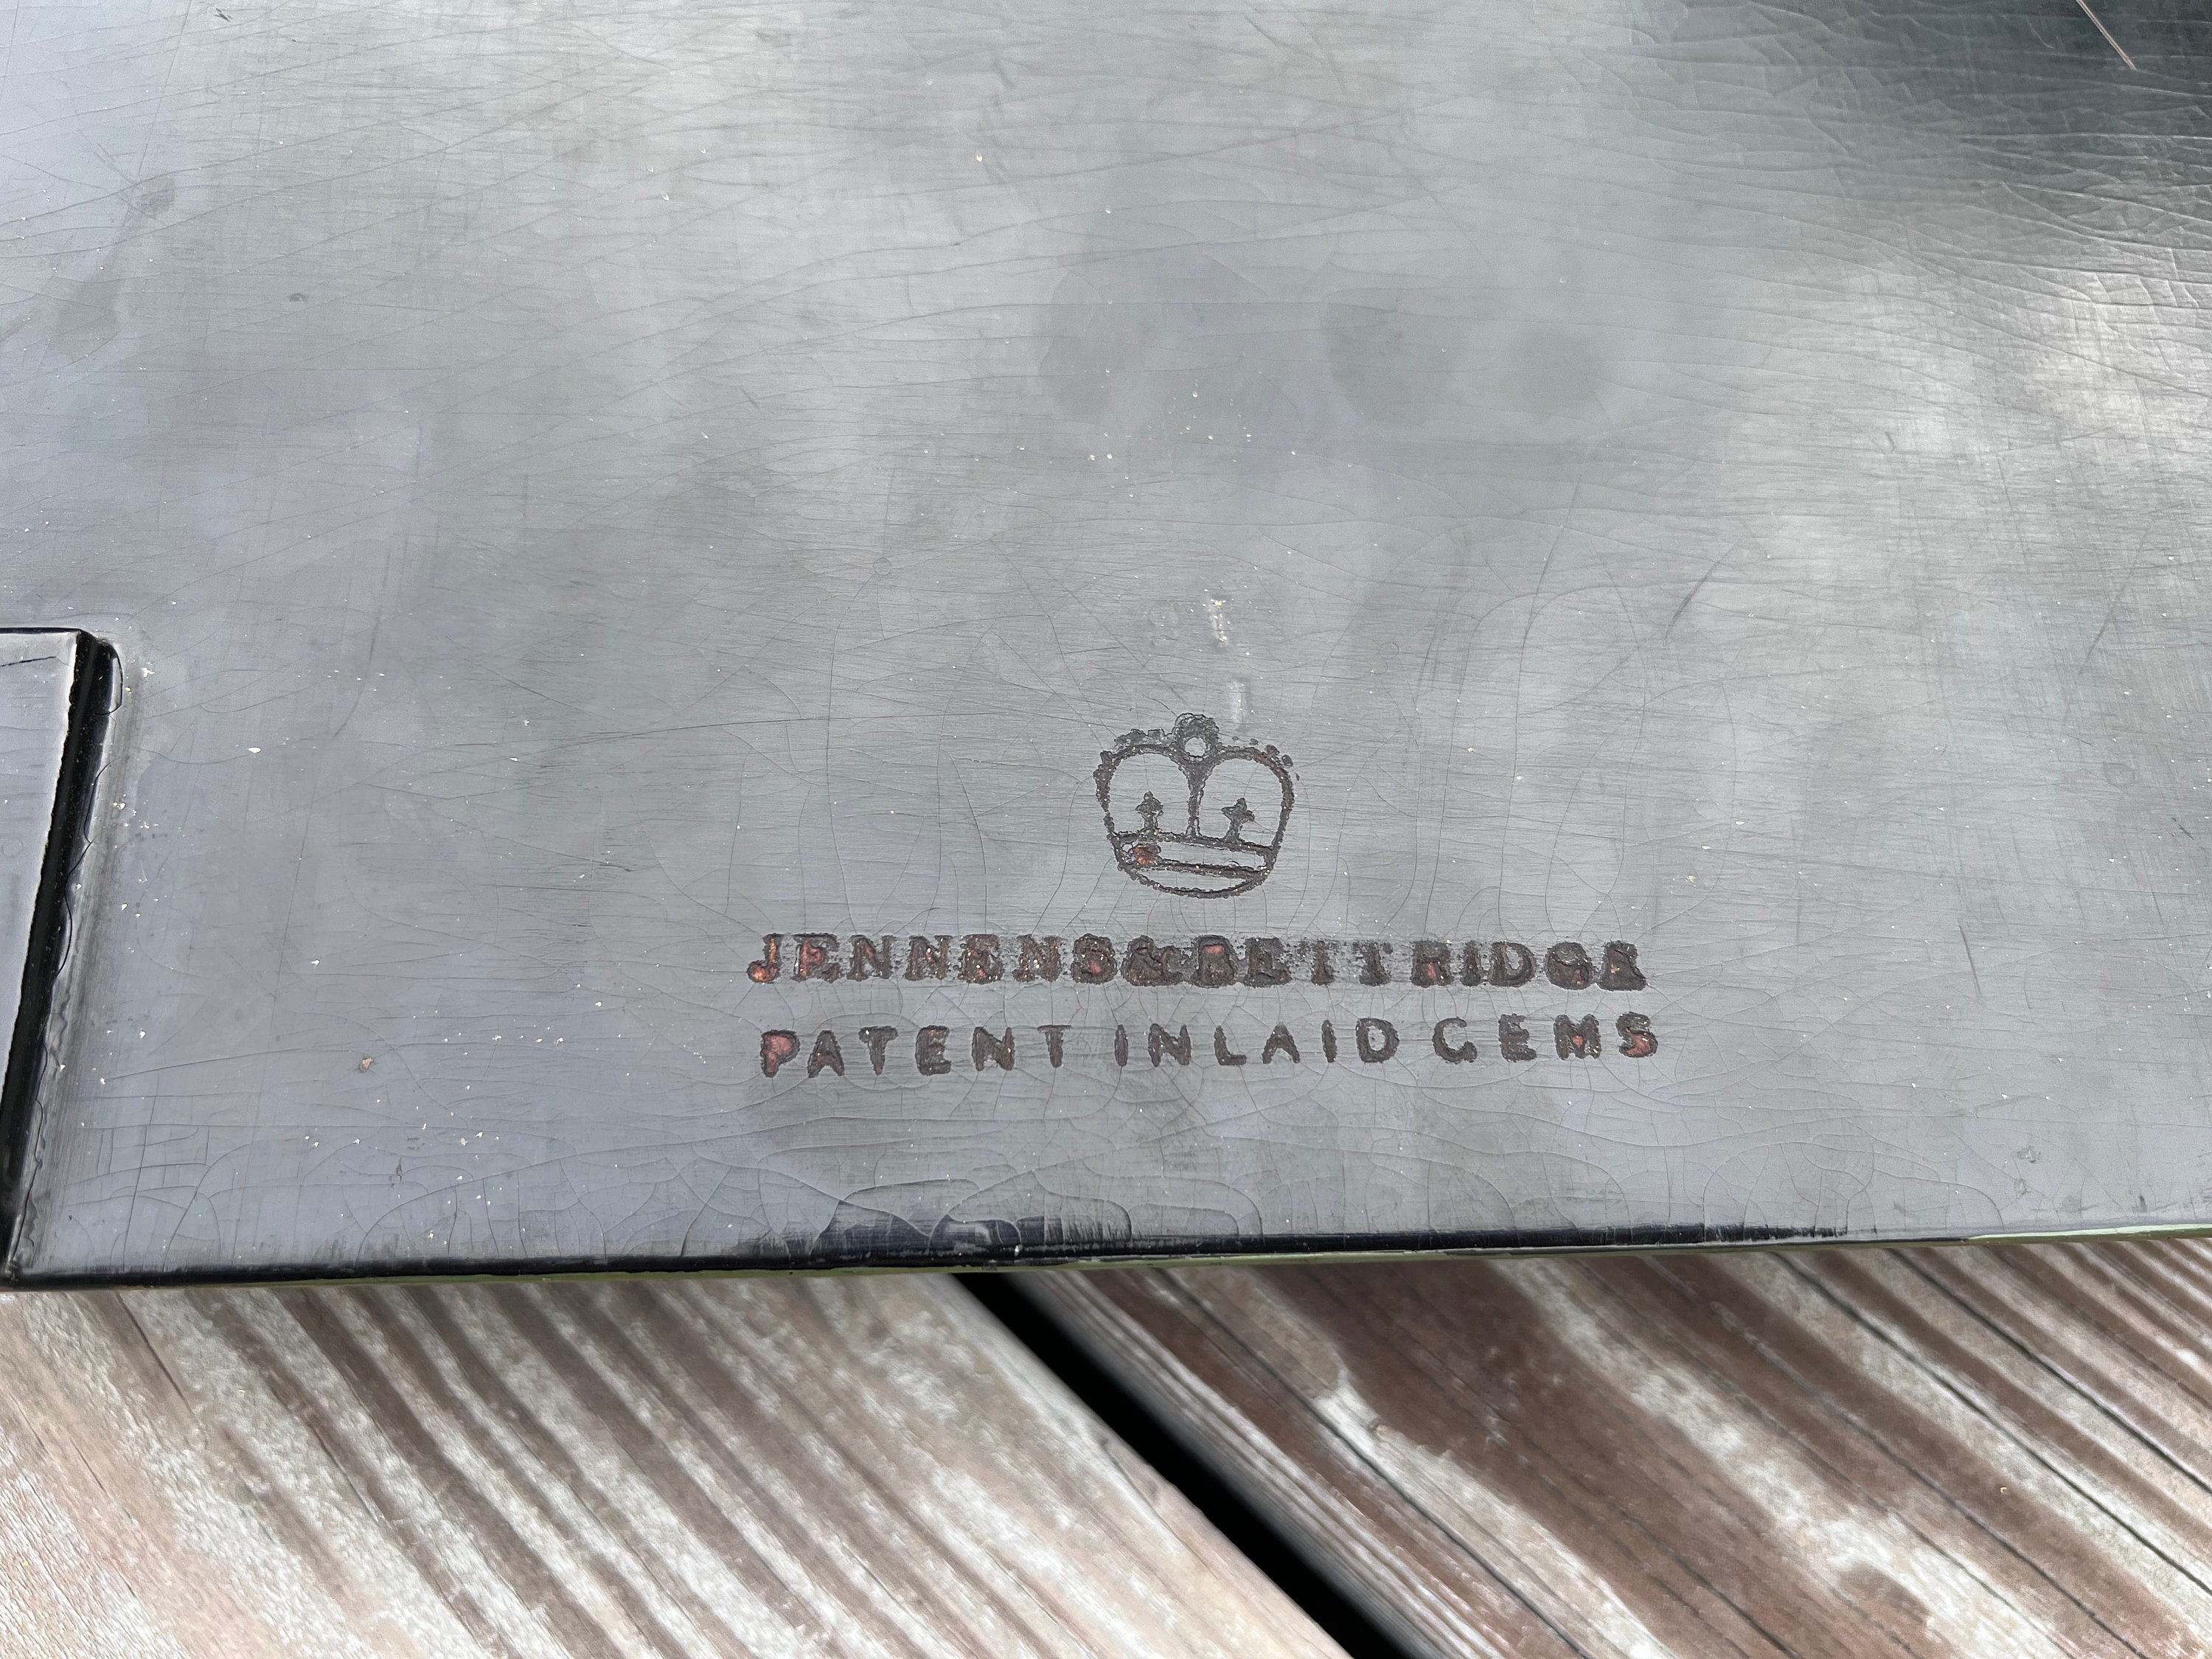 JENNENS & BETTRIDGE
PATENT INLAID GEMS